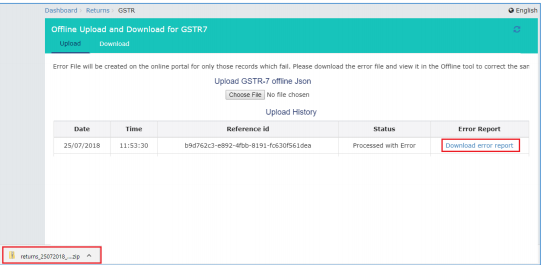 Dashboard > Returns > GSTR
English
Offline Upload and Download for GSTR7
Upload Download
Error File will be created on the online portal for only those records which fail. Please download the error file and view it in the Offline tool to correct the sar
Upload GSTR-7 offline Json
Choose File No file chosen
Upload History
Date Time Reference id Status Error Report
25/07/2018 11:53:30 b9d762c3-e892-4fbb-8191-fc630f561dea Processed with Error Download error report
returns_25072018_....zip